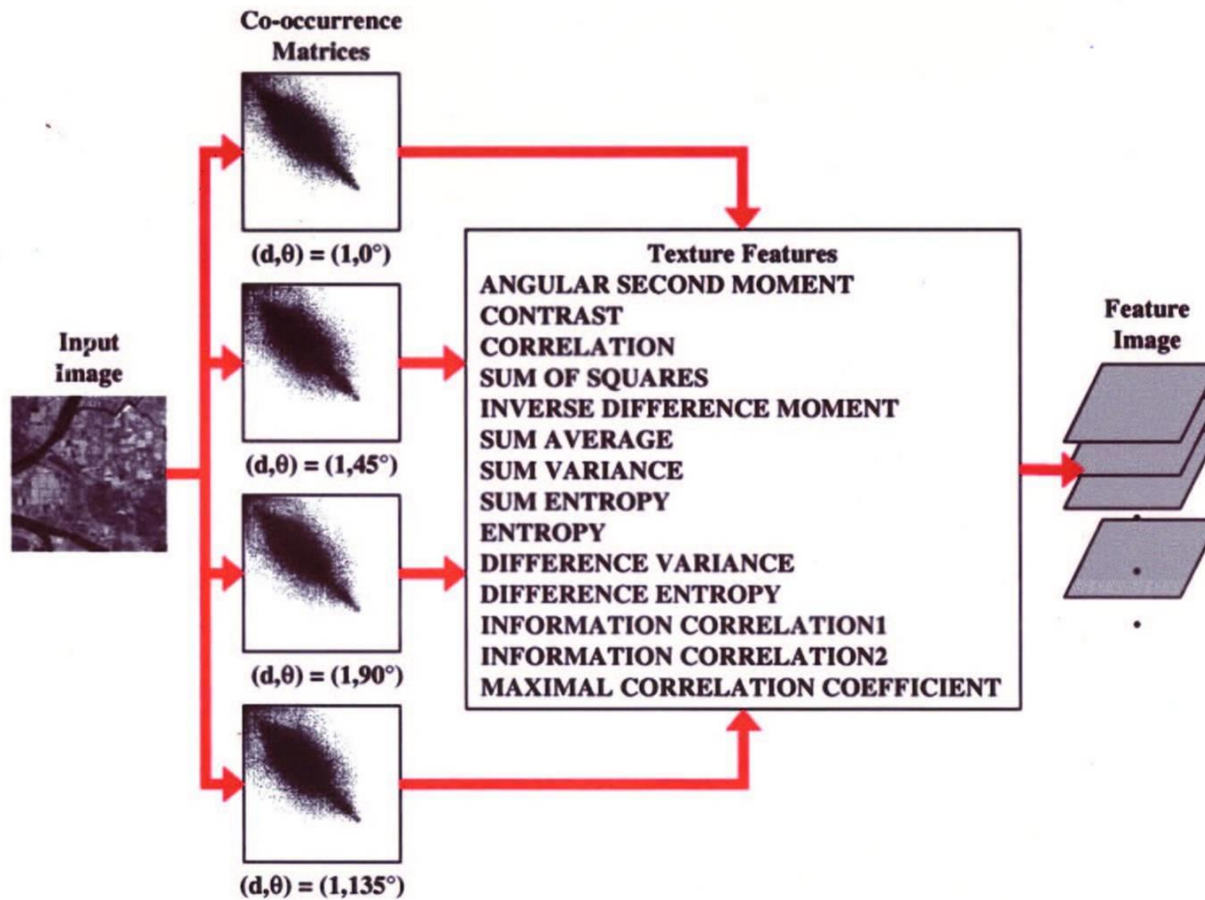 Co-occurrence
Matrices
(d,θ) = (1,0°)
(d,θ) = (1,45°)
(d,θ) = (1,90°)
(d,θ) = (1,135°)
Input
Image
Texture Features
ANGULAR SECOND MOMENT
CONTRAST
CORRELATION
SUM OF SQUARES
INVERSE DIFFERENCE MOMENT
SUM AVERAGE
SUM VARIANCE
SUM ENTROPY
ENTROPY
DIFFERENCE VARIANCE
DIFFERENCE ENTROPY
INFORMATION CORRELATION1
INFORMATION CORRELATION2
MAXIMAL CORRELATION COEFFICIENT
Feature
Image